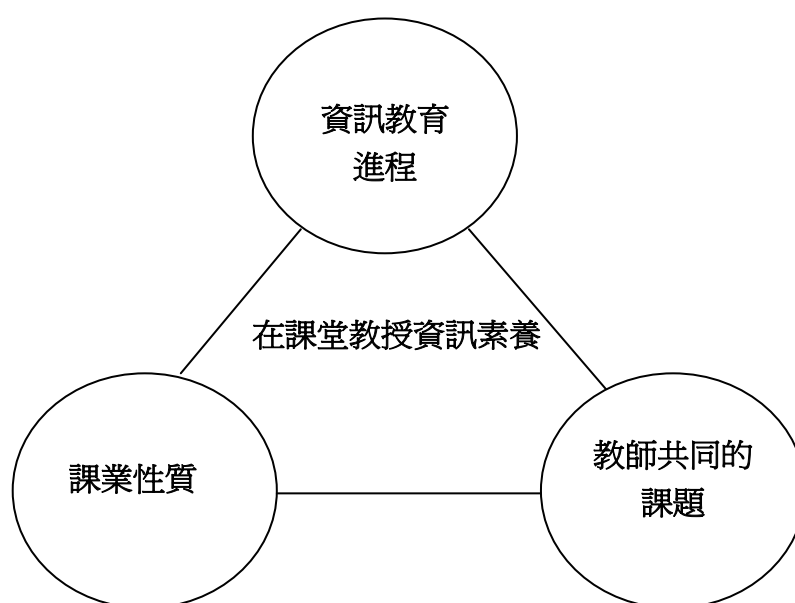 資訊教育
進程
在課堂教授資訊素養
課業性質
教師共同的
課題